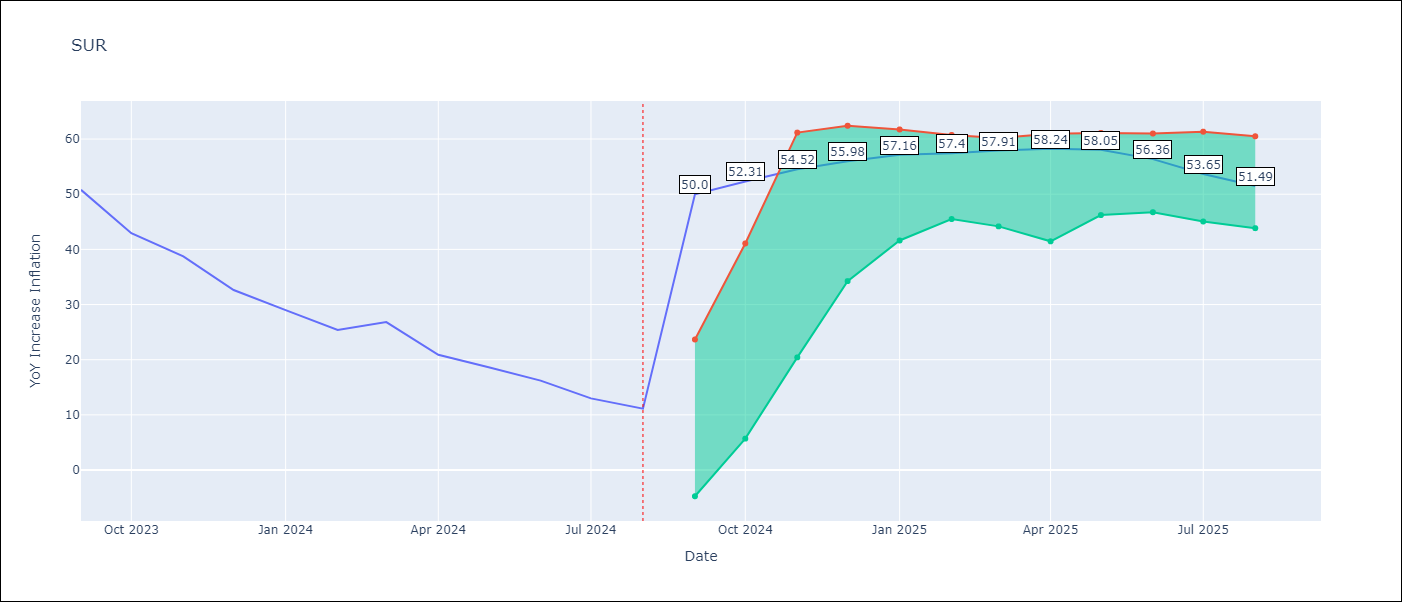 SUR
YoY Increase Inflation
60
50
40
30
20
10
0
50.0
52.31
54.52
55.98
57.16
57.4
57.91
58.24
58.05
56.36
53.65
51.49
Oct 2023
Jan 2024
Apr 2024
Jul 2024
Oct 2024
Jan 2025
Apr 2025
Jul 2025
Date